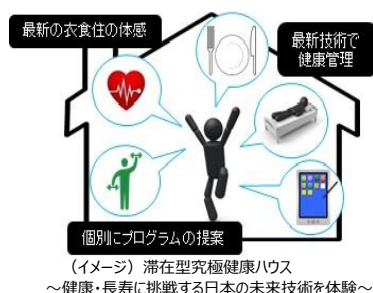 最新の衣食住の体感
最新技術で
健康管理
個別にプログラムの提案
（イメージ）滞在型究極健康ハウス
～健康・長寿に挑戦する日本の未来技術を体験～